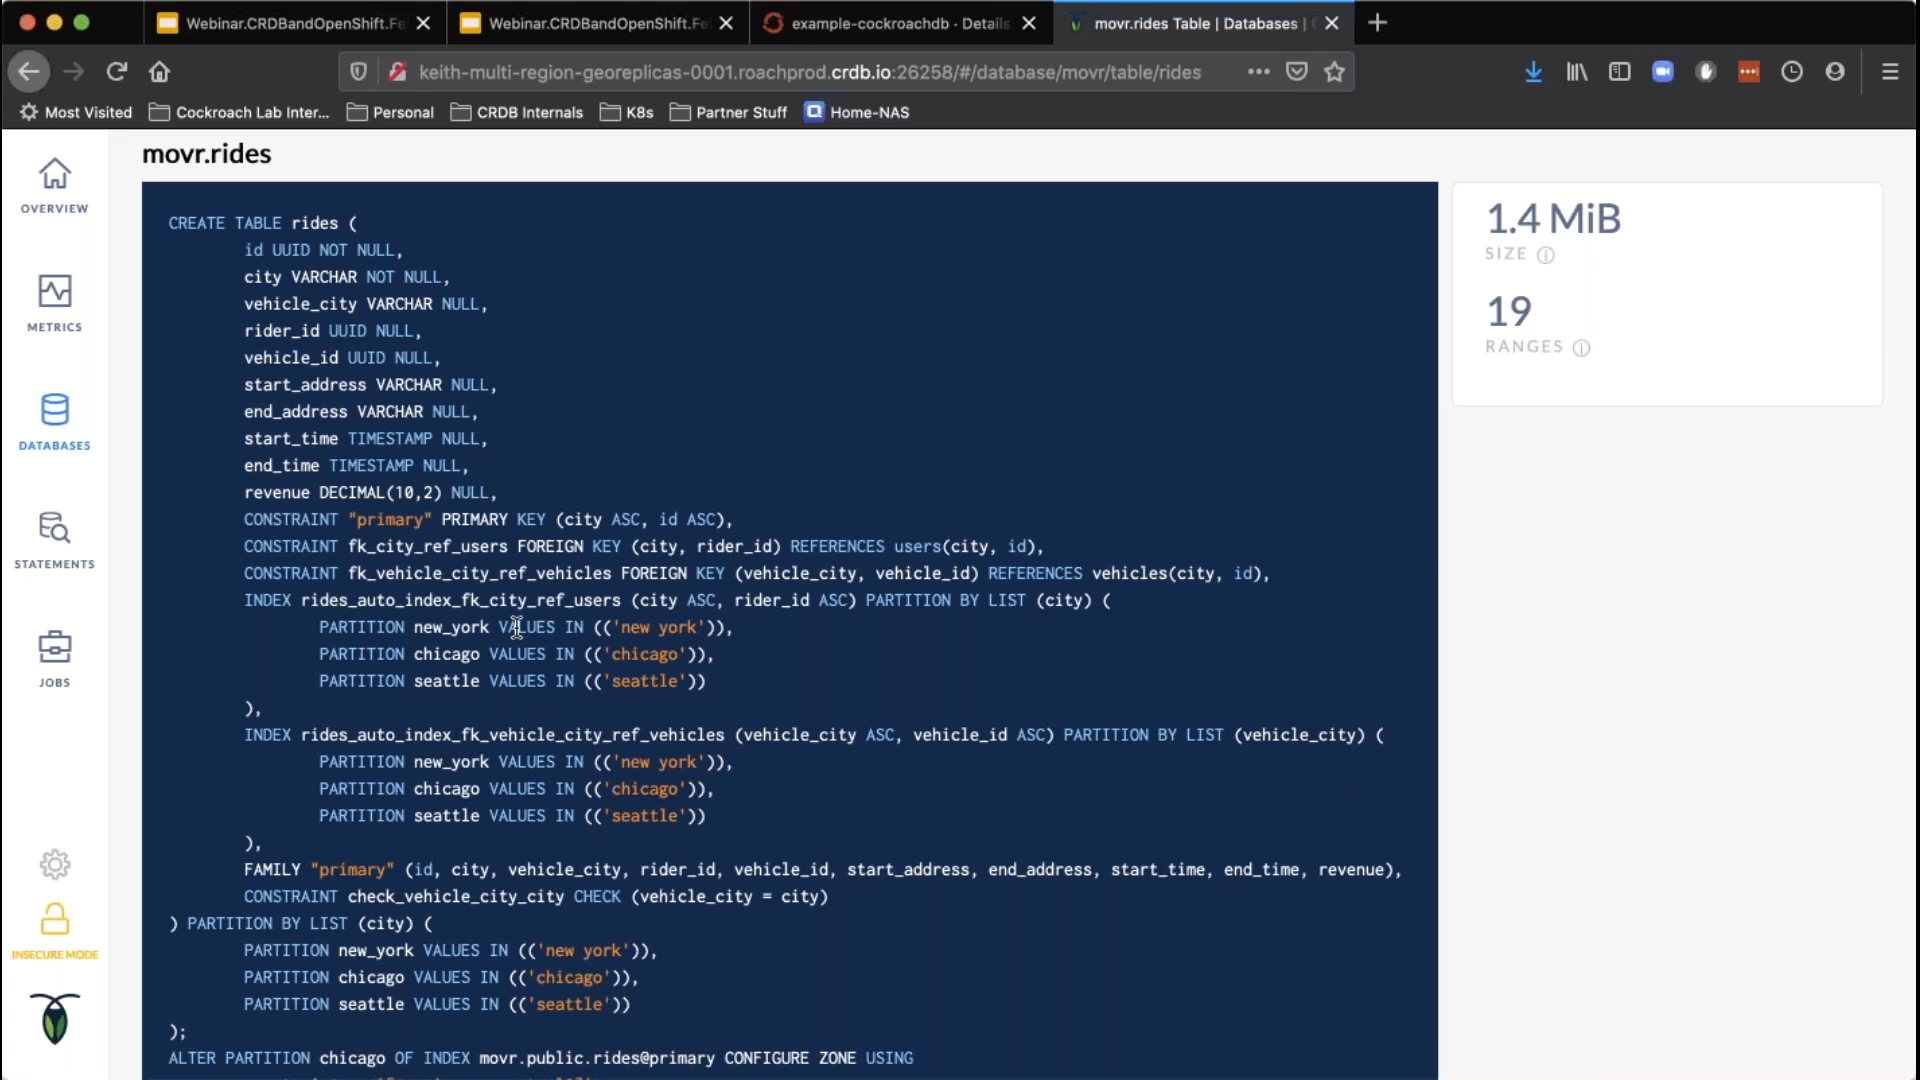 Webinar.CRDBandOpenShift.Fe
Webinar.CRDBandOpenShift.Fe
example-cockroachdb · Details
movr.rides Table | Databases |
keith-multi-region-georeplicas-0001.roachprod.crdb.io:26258/#/database/movr/table/rides
Most Visited
Cockroach Lab Inter...
Personal
CRDB Internals
K8s
Partner Stuff
Home-NAS
OVERVIEW
METRICS
DATABASES
STATEMENTS
JOBS
INSECURE MODE
movr.rides
CREATE TABLE rides (
id UUID NOT NULL,
city VARCHAR NOT NULL,
vehicle_city VARCHAR NULL,
rider_id UUID NULL,
vehicle_id UUID NULL,
start_address VARCHAR NULL,
end_address VARCHAR NULL,
start_time TIMESTAMP NULL,
end_time TIMESTAMP NULL,
revenue DECIMAL(10,2) NULL,
CONSTRAINT "primary" PRIMARY KEY (city ASC, id ASC),
CONSTRAINT fk_city_ref_users FOREIGN KEY (city, rider_id) REFERENCES users(city, id),
CONSTRAINT fk_vehicle_city_ref_vehicles FOREIGN KEY (vehicle_city, vehicle_id) REFERENCES vehicles(city, id),
INDEX rides_auto_index_fk_city_ref_users (city ASC, rider_id ASC) PARTITION BY LIST (city) (
PARTITION new_york VALUES IN (('new york')),
PARTITION chicago VALUES IN (('chicago')),
PARTITION seattle VALUES IN (('seattle'))
),
INDEX rides_auto_index_fk_vehicle_city_ref_vehicles (vehicle_city ASC, vehicle_id ASC) PARTITION BY LIST (vehicle_city) (
PARTITION new_york VALUES IN (('new york')),
PARTITION chicago VALUES IN (('chicago')),
PARTITION seattle VALUES IN (('seattle'))
),
FAMILY "primary" (id, city, vehicle_city, rider_id, vehicle_id, start_address, end_address, start_time, end_time, revenue),
CONSTRAINT check_vehicle_city_city CHECK (vehicle_city = city)
) PARTITION BY LIST (city) (
PARTITION new_york VALUES IN (('new york')),
PARTITION chicago VALUES IN (('chicago')),
PARTITION seattle VALUES IN (('seattle'))
);
ALTER PARTITION chicago OF INDEX movr.public.rides@primary CONFIGURE ZONE USING
1.4 MiB
SIZE
19
RANGES